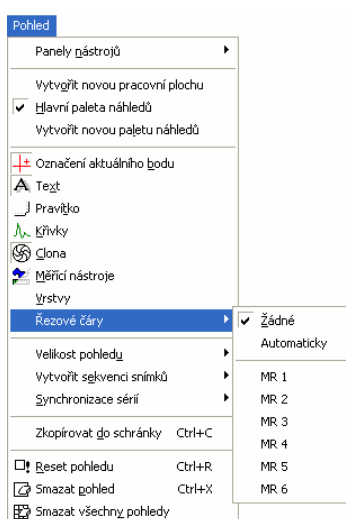 Pohled
Panely nástrojů
Vytvořit novou pracovní plochu
Hlavní paleta náhledů
Vytvořit novou paletu náhledů
Označení aktuálního bodu
Text
Pravítko
Křivky
Clona
Měřící nástroje
Vrstvy
Řezové čáry
Žádné
Automaticky
MR 1
MR 2
MR 3
MR 4
MR 5
MR 6
Velikost pohledu
Vytvořit sekvenci snímků
Synchronizace sérií
Zkopírovat do schránky Ctrl+C
Reset pohledu Ctrl+R
Smazat pohled Ctrl+X
Smazat všechny pohledy